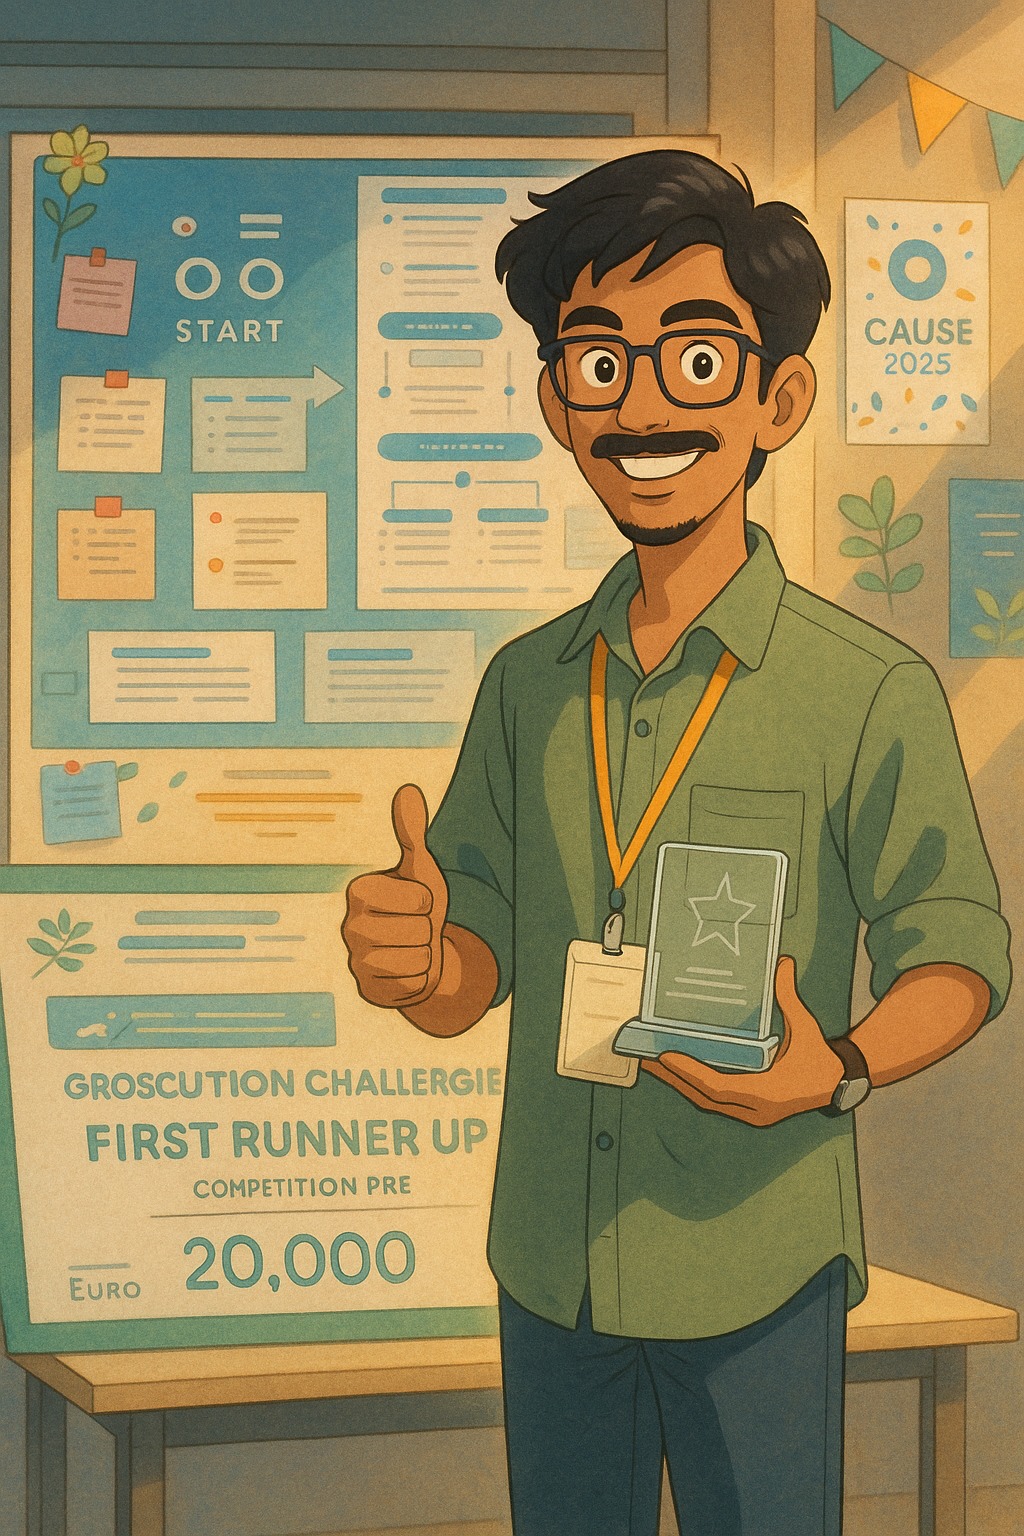 START
CAUSE
2025
GROSCUTION CHALLERGIE
FIRST RUNNER UP
COMPETITION PRE
20,000
EURO